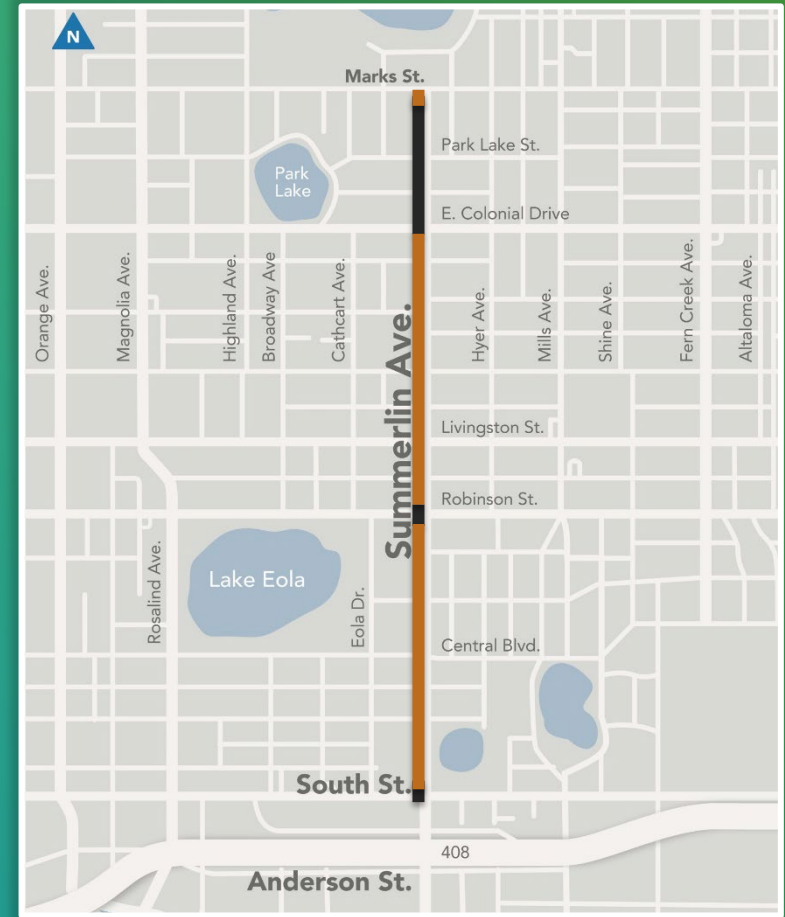 N
Marks St.
Park Lake St.
Park
Lake
E. Colonial Drive
Orange Ave.
Magnolia Ave.
Highland Ave.
Broadway Ave
Cathcart Ave.
Summerlin Ave.
Hyer Ave.
Mills Ave.
Shine Ave.
Fern Creek Ave.
Altaloma Ave.
Livingston St.
Robinson St.
Rosalind Ave.
Lake Eola
Eola Dr.
Central Blvd.
South St.
408
Anderson St.